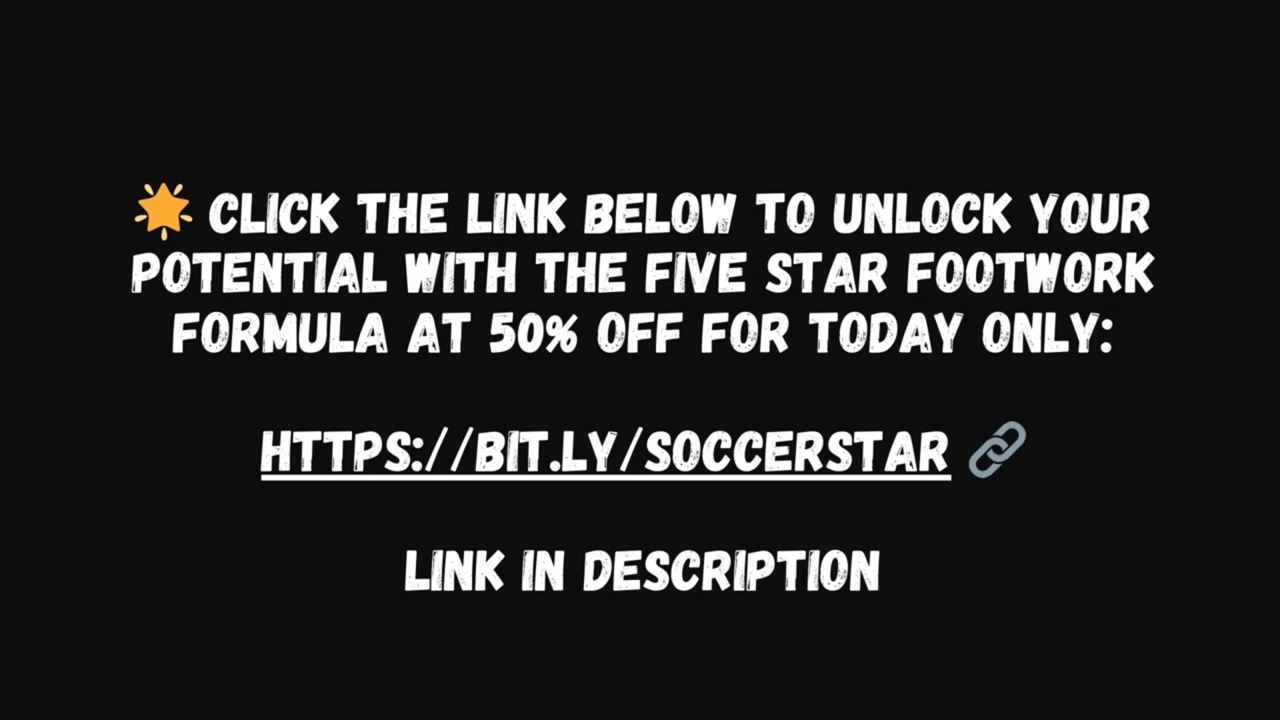 🌟 CLICK THE LINK BELOW TO UNLOCK YOUR
POTENTIAL WITH THE FIVE STAR FOOTWORK
FORMULA AT 50% OFF FOR TODAY ONLY:
HTTPS://BIT.LY/SOCCERSTAR 🔗
LINK IN DESCRIPTION